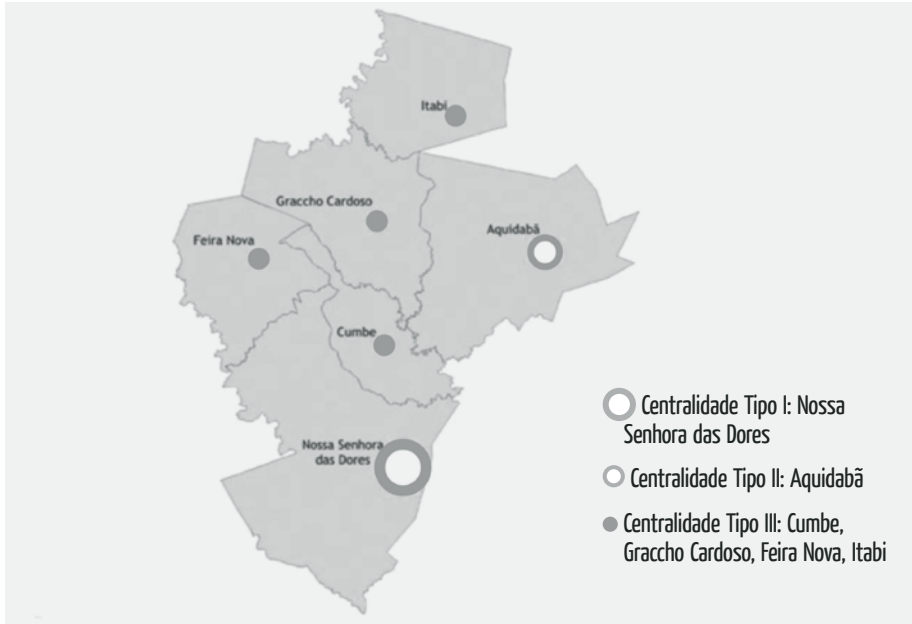 Itabi
Graccho Cardoso
Aquidabã
Feira Nova
Cumbe
Nossa Senhora
das Dores
Centralidade Tipo I: Nossa
Senhora das Dores
Centralidade Tipo II: Aquidabã
Centralidade Tipo III: Cumbe,
Graccho Cardoso, Feira Nova, Itabi